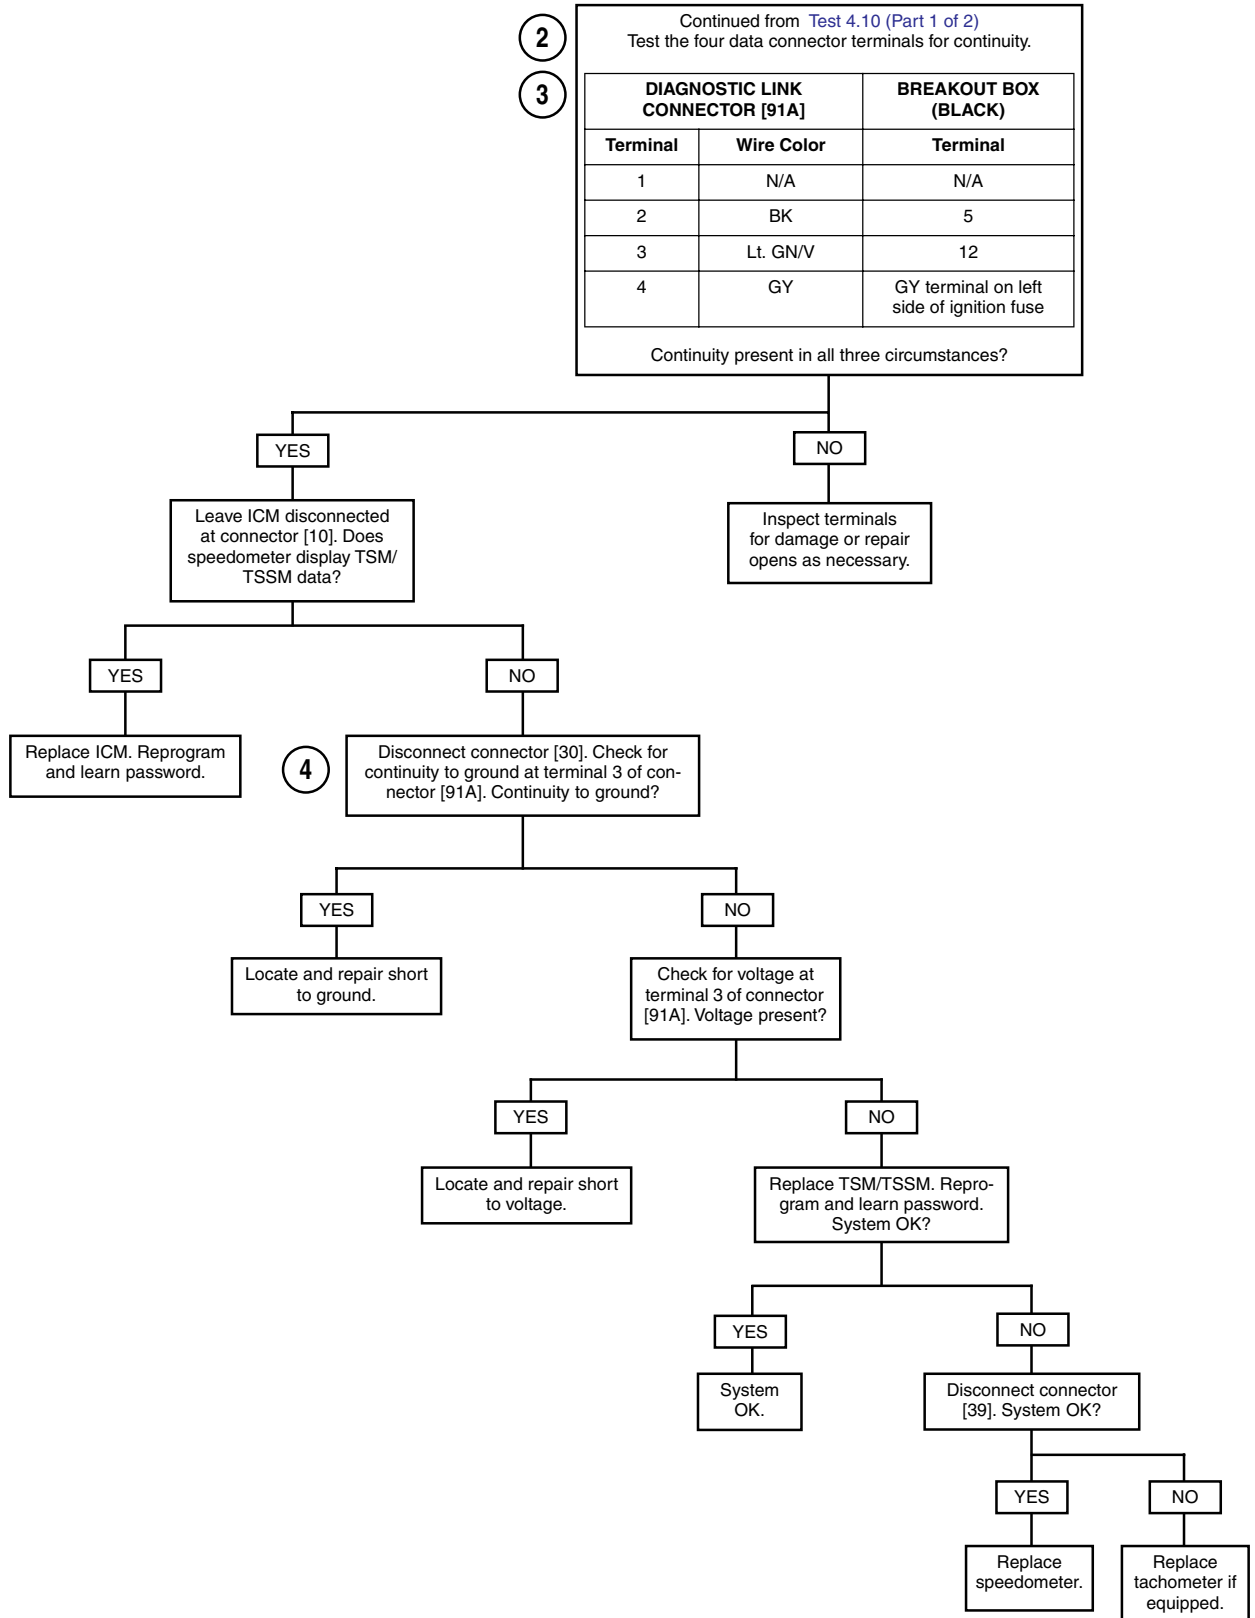 2
Continued from Test 4.10 (Part 1 of 2)
Test the four data connector terminals for continuity.
3
DIAGNOSTIC LINK
CONNECTOR [91A]
BREAKOUT BOX
(BLACK)
Terminal
Wire Color
Terminal
1
N/A
N/A
2
BK
5
3
Lt. GN/V
12
4
GY
GY terminal on left
side of ignition fuse
Continuity present in all three circumstances?
YES
NO
Leave ICM disconnected
at connector [10]. Does
speedometer display TSM/
TSSM data?
Inspect terminals
for damage or repair
opens as necessary.
YES
NO
Replace ICM. Reprogram
and learn password.
4
Disconnect connector [30]. Check for
continuity to ground at terminal 3 of con-
nector [91A]. Continuity to ground?
YES
NO
Locate and repair short
to ground.
Check for voltage at
terminal 3 of connector
[91A]. Voltage present?
YES
NO
Locate and repair short
to voltage.
Replace TSM/TSSM. Repro-
gram and learn password.
System OK?
YES
NO
System
OK.
Disconnect connector
[39]. System OK?
YES
NO
Replace
speedometer.
Replace
tachometer if
equipped.